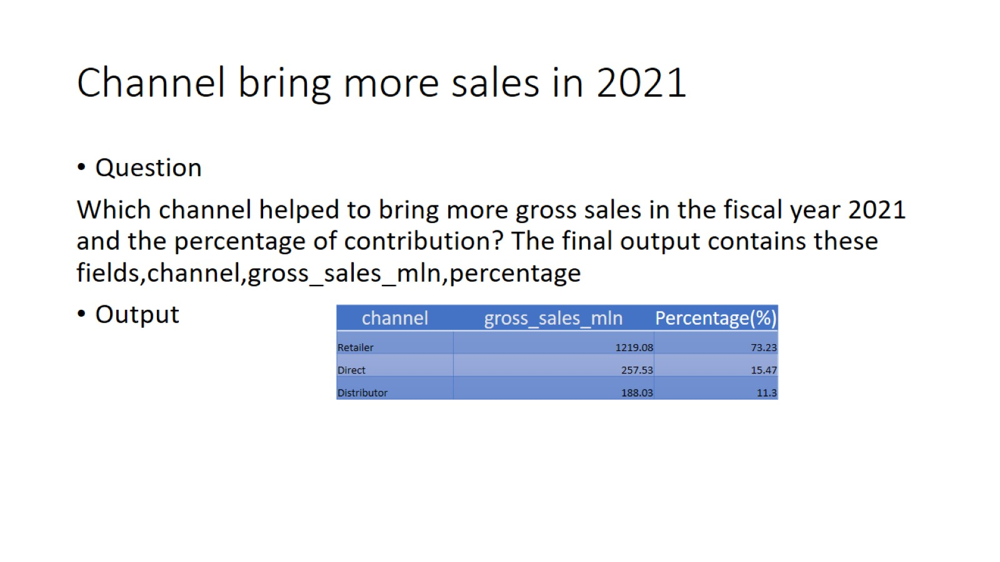 Channel bring more sales in 2021
• Question
Which channel helped to bring more gross sales in the fiscal year 2021
and the percentage of contribution? The final output contains these
fields,channel,gross_sales_mln,percentage
• Output
channel gross_sales_mln Percentage(%)
Retailer 1219.08 73.23
Direct 257.53 15.47
Distributor 188.03 11.3